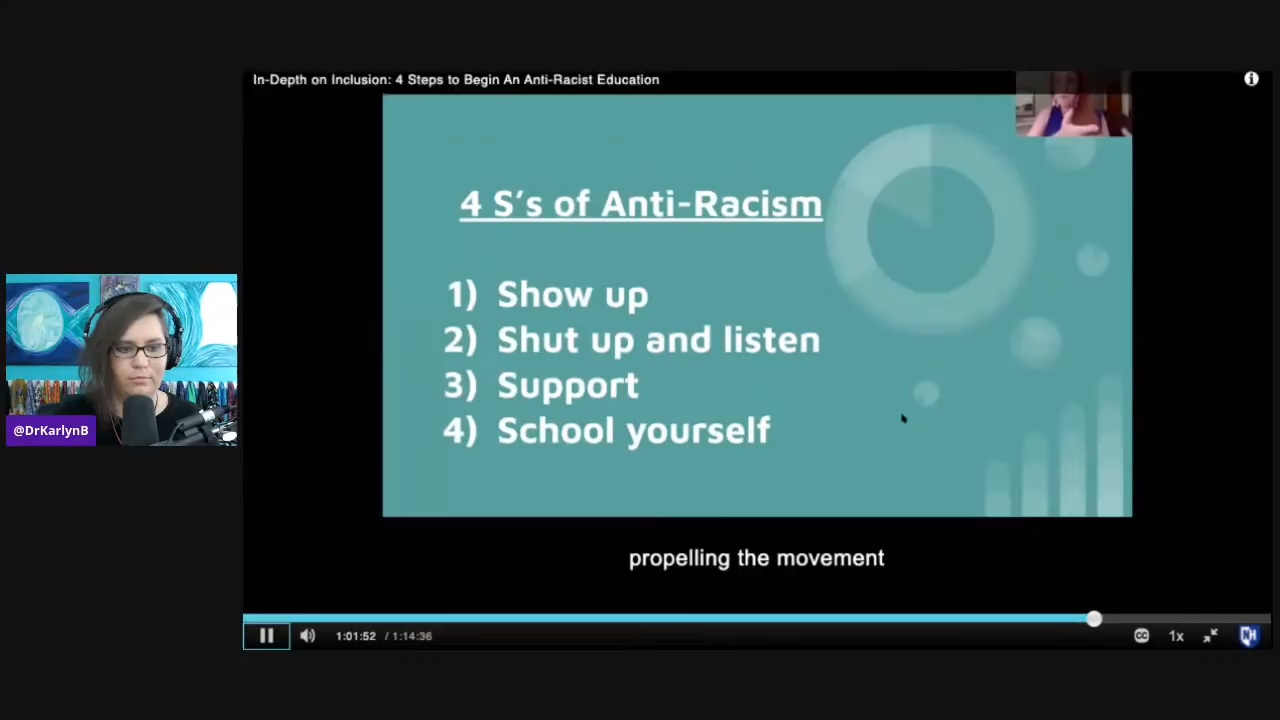 In-Depth on Inclusion: 4 Steps to Begin An Anti-Racist Education
4 S's of Anti-Racism
1) Show up
2) Shut up and listen
3) Support
4) School yourself
@DrKarlynB
propelling the movement
1:01:52 / 1:14:36
CC
1x
NH